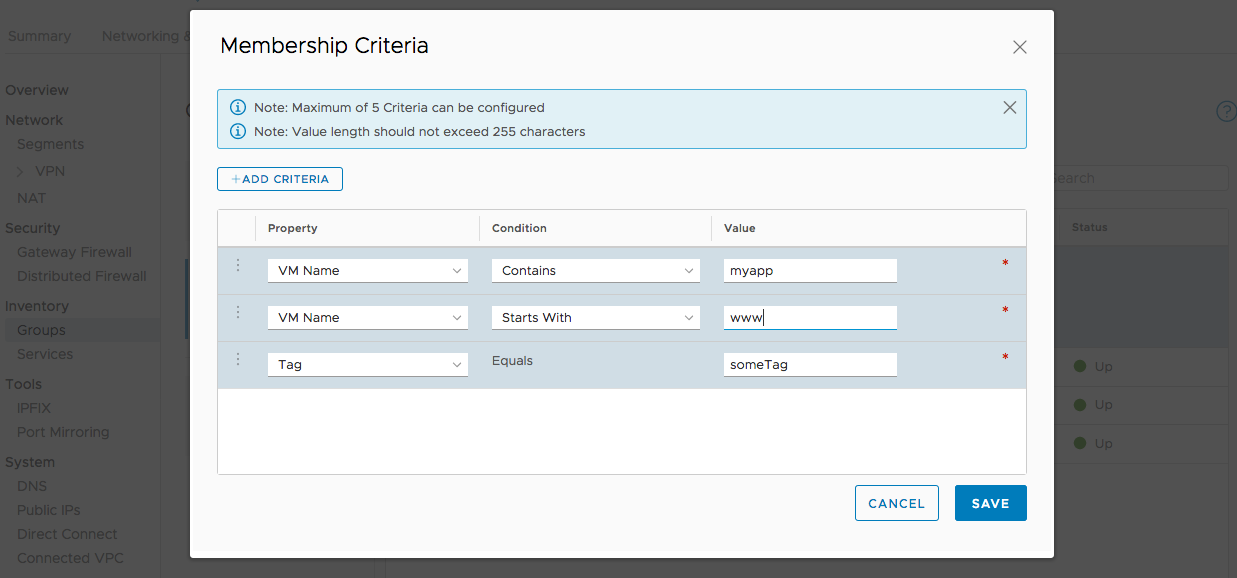 Summary
Networking &
Overview
Network
Segments
VPN
NAT
Security
Gateway Firewall
Distributed Firewall
Inventory
Groups
Services
Tools
IPFIX
Port Mirroring
System
DNS
Public IPs
Direct Connect
Connected VPC
Membership Criteria
Note: Maximum of 5 Criteria can be configured
Note: Value length should not exceed 255 characters
+ADD CRITERIA
Property Condition Value
VM Name Contains myapp *
VM Name Starts With www *
Tag Equals someTag *
CANCEL SAVE
?
earch
Status
Up
Up
Up